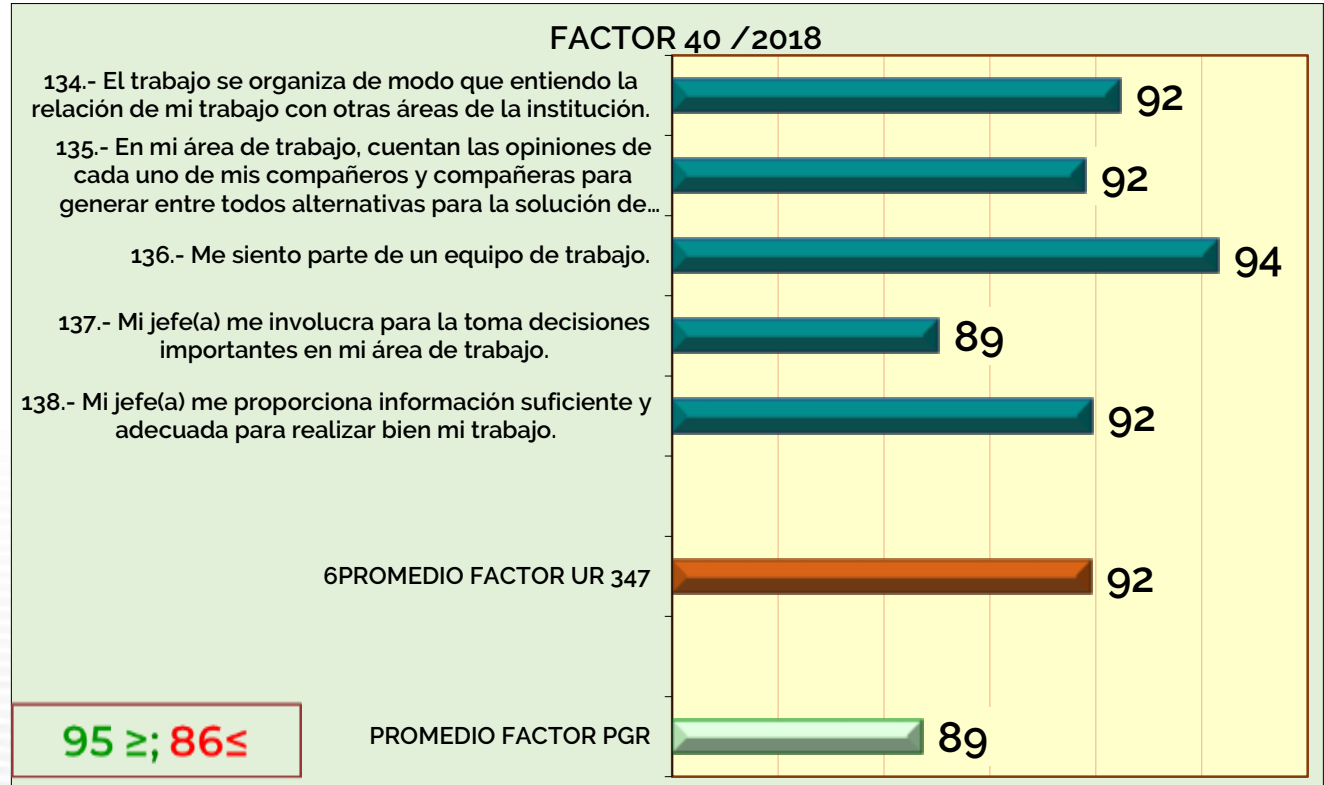 FACTOR 40 /2018
134.- El trabajo se organiza de modo que entiendo la
relación de mi trabajo con otras áreas de la institución.
92
135.- En mi área de trabajo, cuentan las opiniones de
cada uno de mis compañeros y compañeras para
generar entre todos alternativas para la solución de...
92
136.- Me siento parte de un equipo de trabajo.
94
137.- Mi jefe(a) me involucra para la toma decisiones
importantes en mi área de trabajo.
89
138.- Mi jefe(a) me proporciona información suficiente y
adecuada para realizar bien mi trabajo.
92
6PROMEDIO FACTOR UR 347
92
PROMEDIO FACTOR PGR
89
95 ≥; 86≤